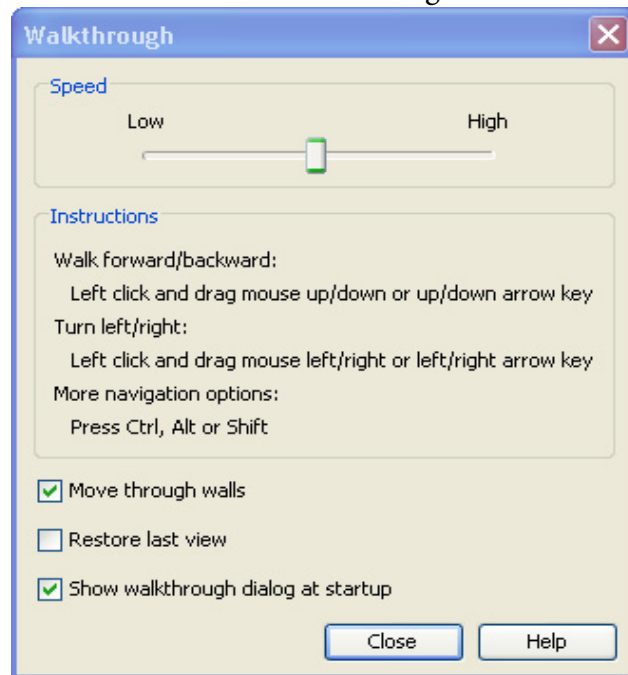 Walkthrough
Speed
Low High
Instructions
Walk forward/backward:
Left click and drag mouse up/down or up/down arrow key
Turn left/right:
Left click and drag mouse left/right or left/right arrow key
More navigation options:
Press Ctrl, Alt or Shift
Move through walls
Restore last view
Show walkthrough dialog at startup
Close Help